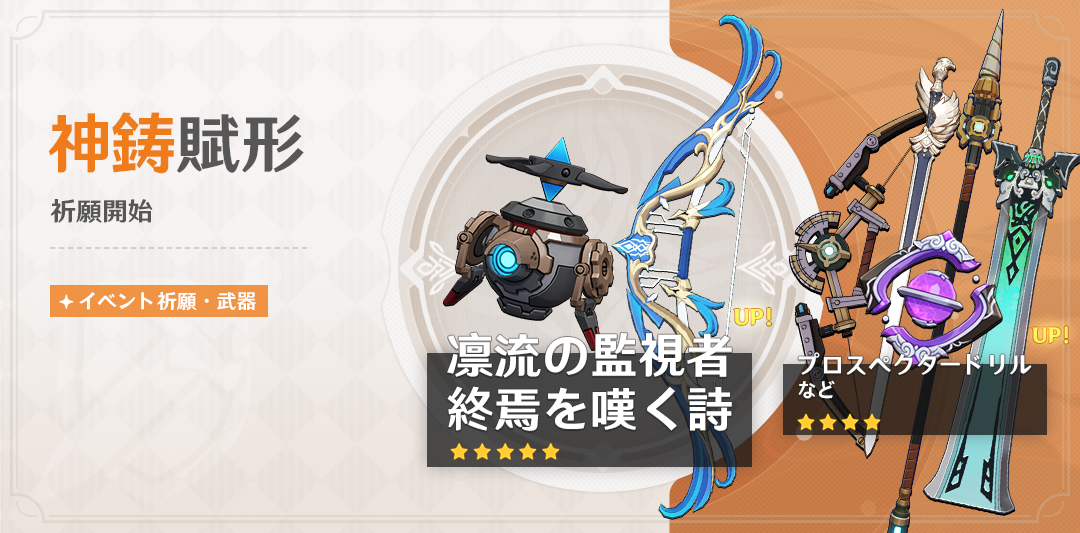 神鋳賦形
祈願開始
イベント祈願・武器
UP!
凛流の監視者
終焉を嘆く詩
UP!
プロスペクタードリル
など